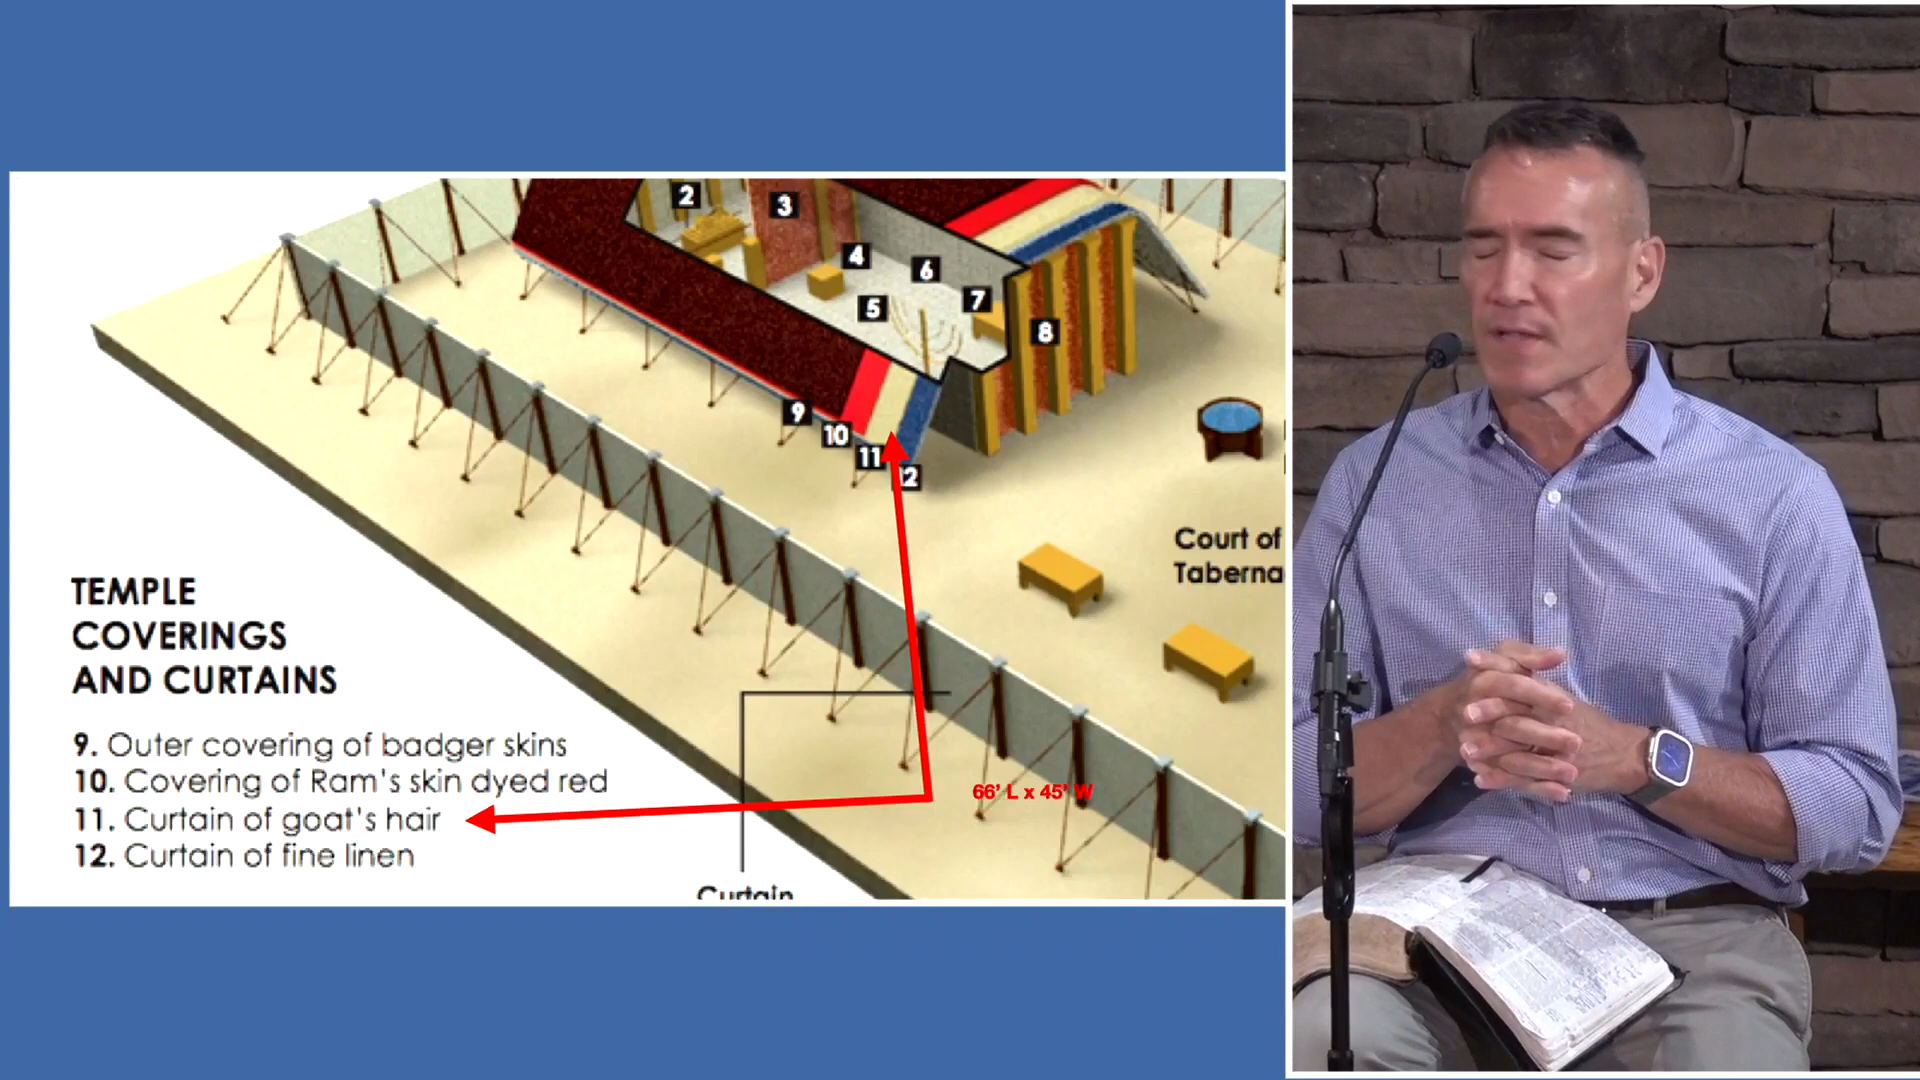 2
3
4
6
5
7
8
9
10
11
12
Court of
Taberna
TEMPLE
COVERINGS
AND CURTAINS
9. Outer covering of badger skins
10. Covering of Ram's skin dyed red
11. Curtain of goat's hair
12. Curtain of fine linen
66' L x 45' W
Curtain